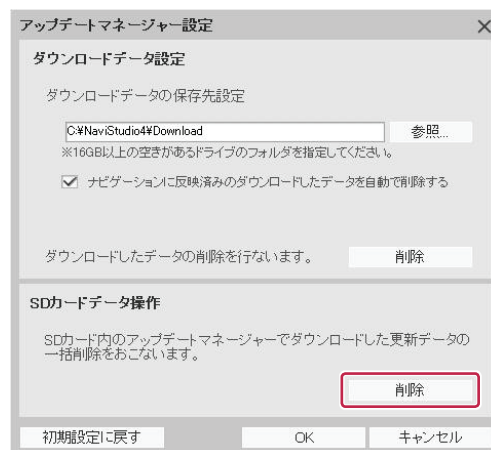 アップデートマネージャー設定
ダウンロードデータ設定
ダウンロードデータの保存先設定
C:¥NaviStudio4¥Download
参照...
※16GB以上の空きがあるドライブのフォルダを指定してください。
ナビゲーションに反映済みのダウンロードしたデータを自動で削除する
ダウンロードしたデータの削除を行ないます。
削除
SDカードデータ操作
SDカード内のアップデートマネージャーでダウンロードした更新データの
一括削除をおこないます。
削除
初期設定に戻す
OK
キャンセル